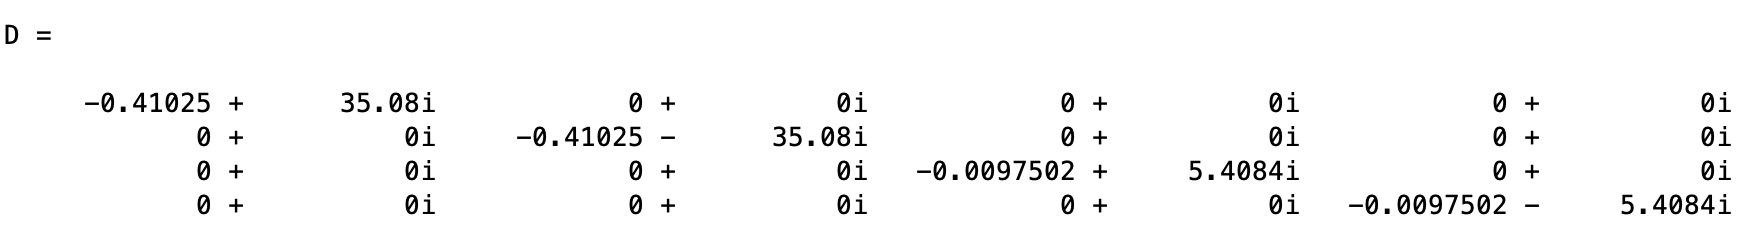 D =
-0.41025 + 35.08i 0 + 0i 0 + 0i 0 + 0i
0 + 0i -0.41025 - 35.08i 0 + 0i 0 + 0i
0 + 0i 0 + 0i -0.0097502 + 5.4084i 0 + 0i
0 + 0i 0 + 0i 0 + 0i -0.0097502 - 5.4084i